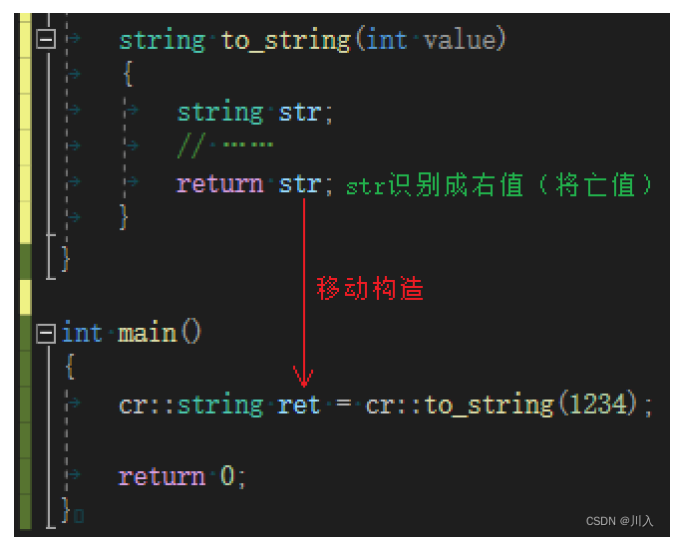 string to_string(int value)
{
string str;
// ……
return str; str识别成右值（将亡值）
}
}
移动构造
int main()
{
cr::string ret = cr::to_string(1234);
return 0;
}
CSDN @川入